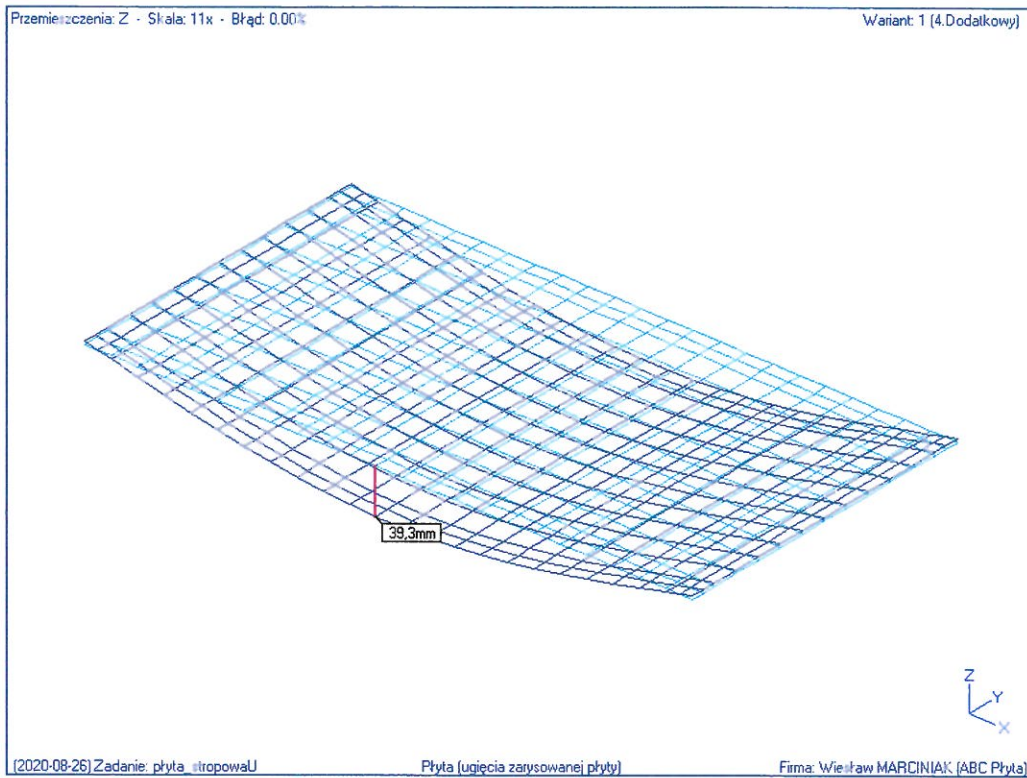 Przemieszczenia: Z - Skala: 11x - Błąd: 0.00%
Wariant: 1 (4.Dodatkowy)
39,3mm
Z
Y
X
(2020-08-26) Zadanie: płyta_stropowaU
Płyta (ugięcia zarysowanej płyty)
Firma: Wiesław MARCINIAK (ABC Płyta)